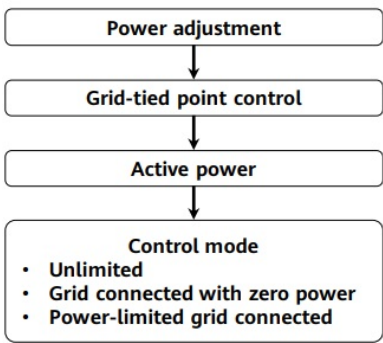 Power adjustment
Grid-tied point control
Active power
Control mode
• Unlimited
• Grid connected with zero power
• Power-limited grid connected